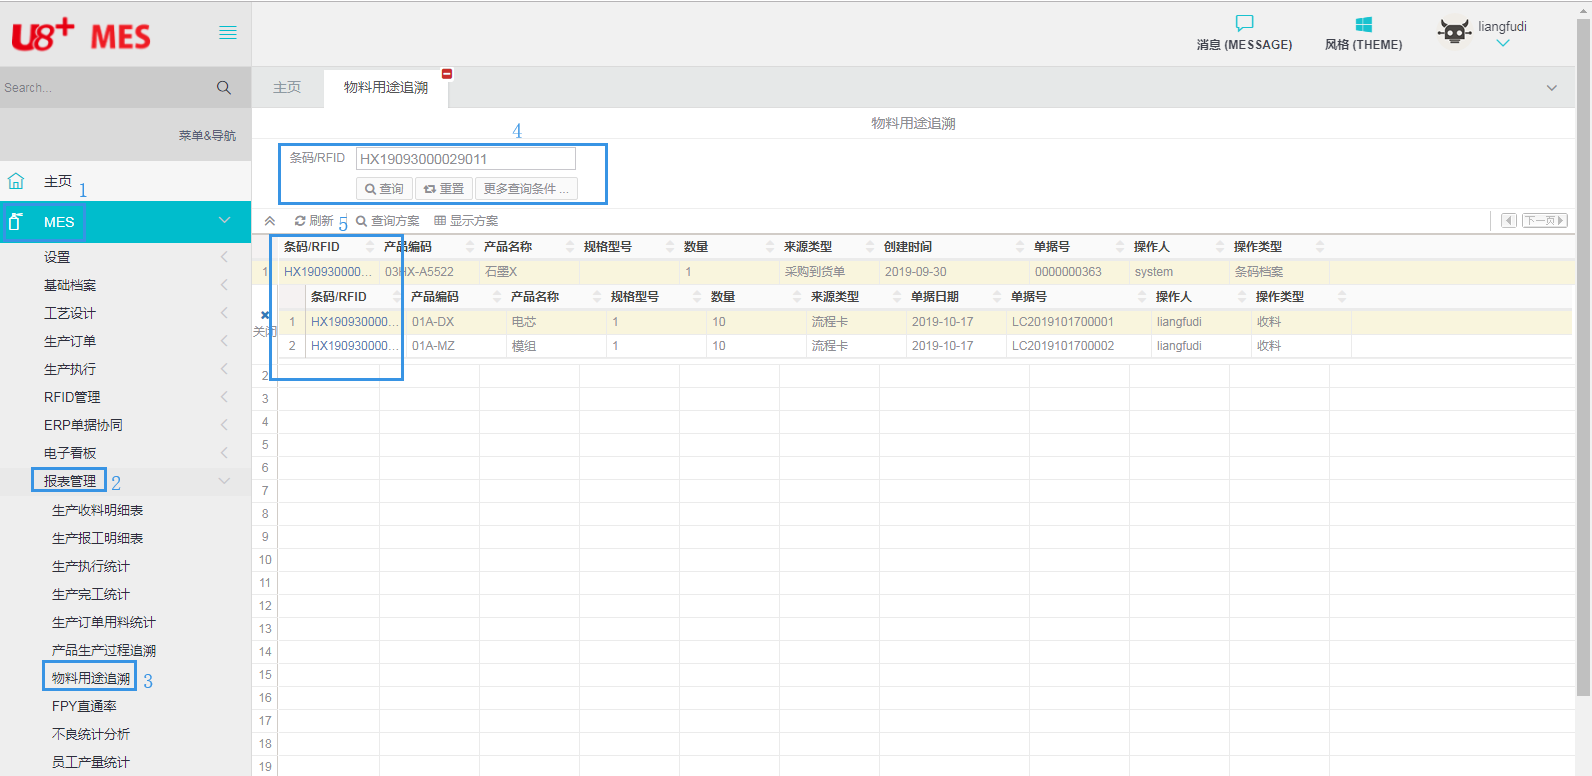 U8+ MES
消息 (MESSAGE)
风格 (THEME)
liangfudi
Search...
主页
物料用途追溯
菜单&导航
物料用途追溯
4
条码/RFID HX19093000029011
查询 重置 更多查询条件 ...
主页 1
MES
设置
基础档案
工艺设计
生产订单
生产执行
RFID管理
ERP单据协同
电子看板
报表管理 2
生产收料明细表
生产报工明细表
生产执行统计
生产完工统计
生产订单用料统计
产品生产过程追溯
物料用途追溯 3
FPY直通率
不良统计分析
员工产量统计
刷新 5 查询方案 显示方案 下一页
条码/RFID 产品编码 产品名称 规格型号 数量 来源类型 创建时间 单据号 操作人 操作类型
1 HX190930000... 03HX-A5522 石墨X 1 采购到货单 2019-09-30 0000000363 system 条码档案
条码/RFID 产品编码 产品名称 规格型号 数量 来源类型 单据日期 单据号 操作人 操作类型
关闭
1 HX190930000... 01A-DX 电芯 1 10 流程卡 2019-10-17 LC2019101700001 liangfudi 收料
2 HX190930000... 01A-MZ 模组 1 10 流程卡 2019-10-17 LC2019101700002 liangfudi 收料
2
3
4
5
6
7
8
9
10
11
12
13
14
15
16
17
18
19